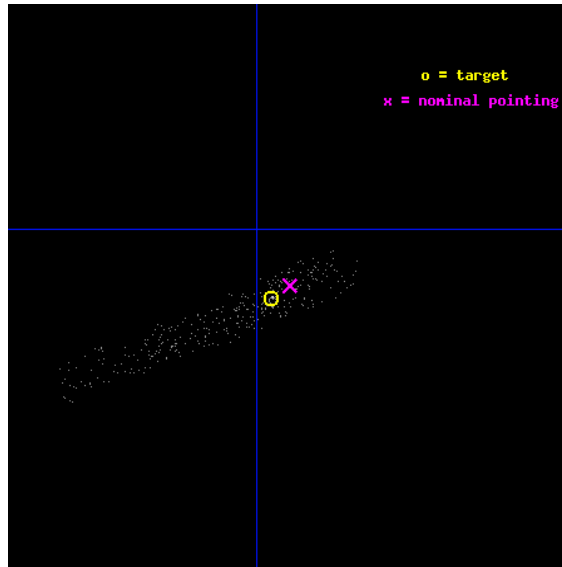 o = target
x = nominal pointing